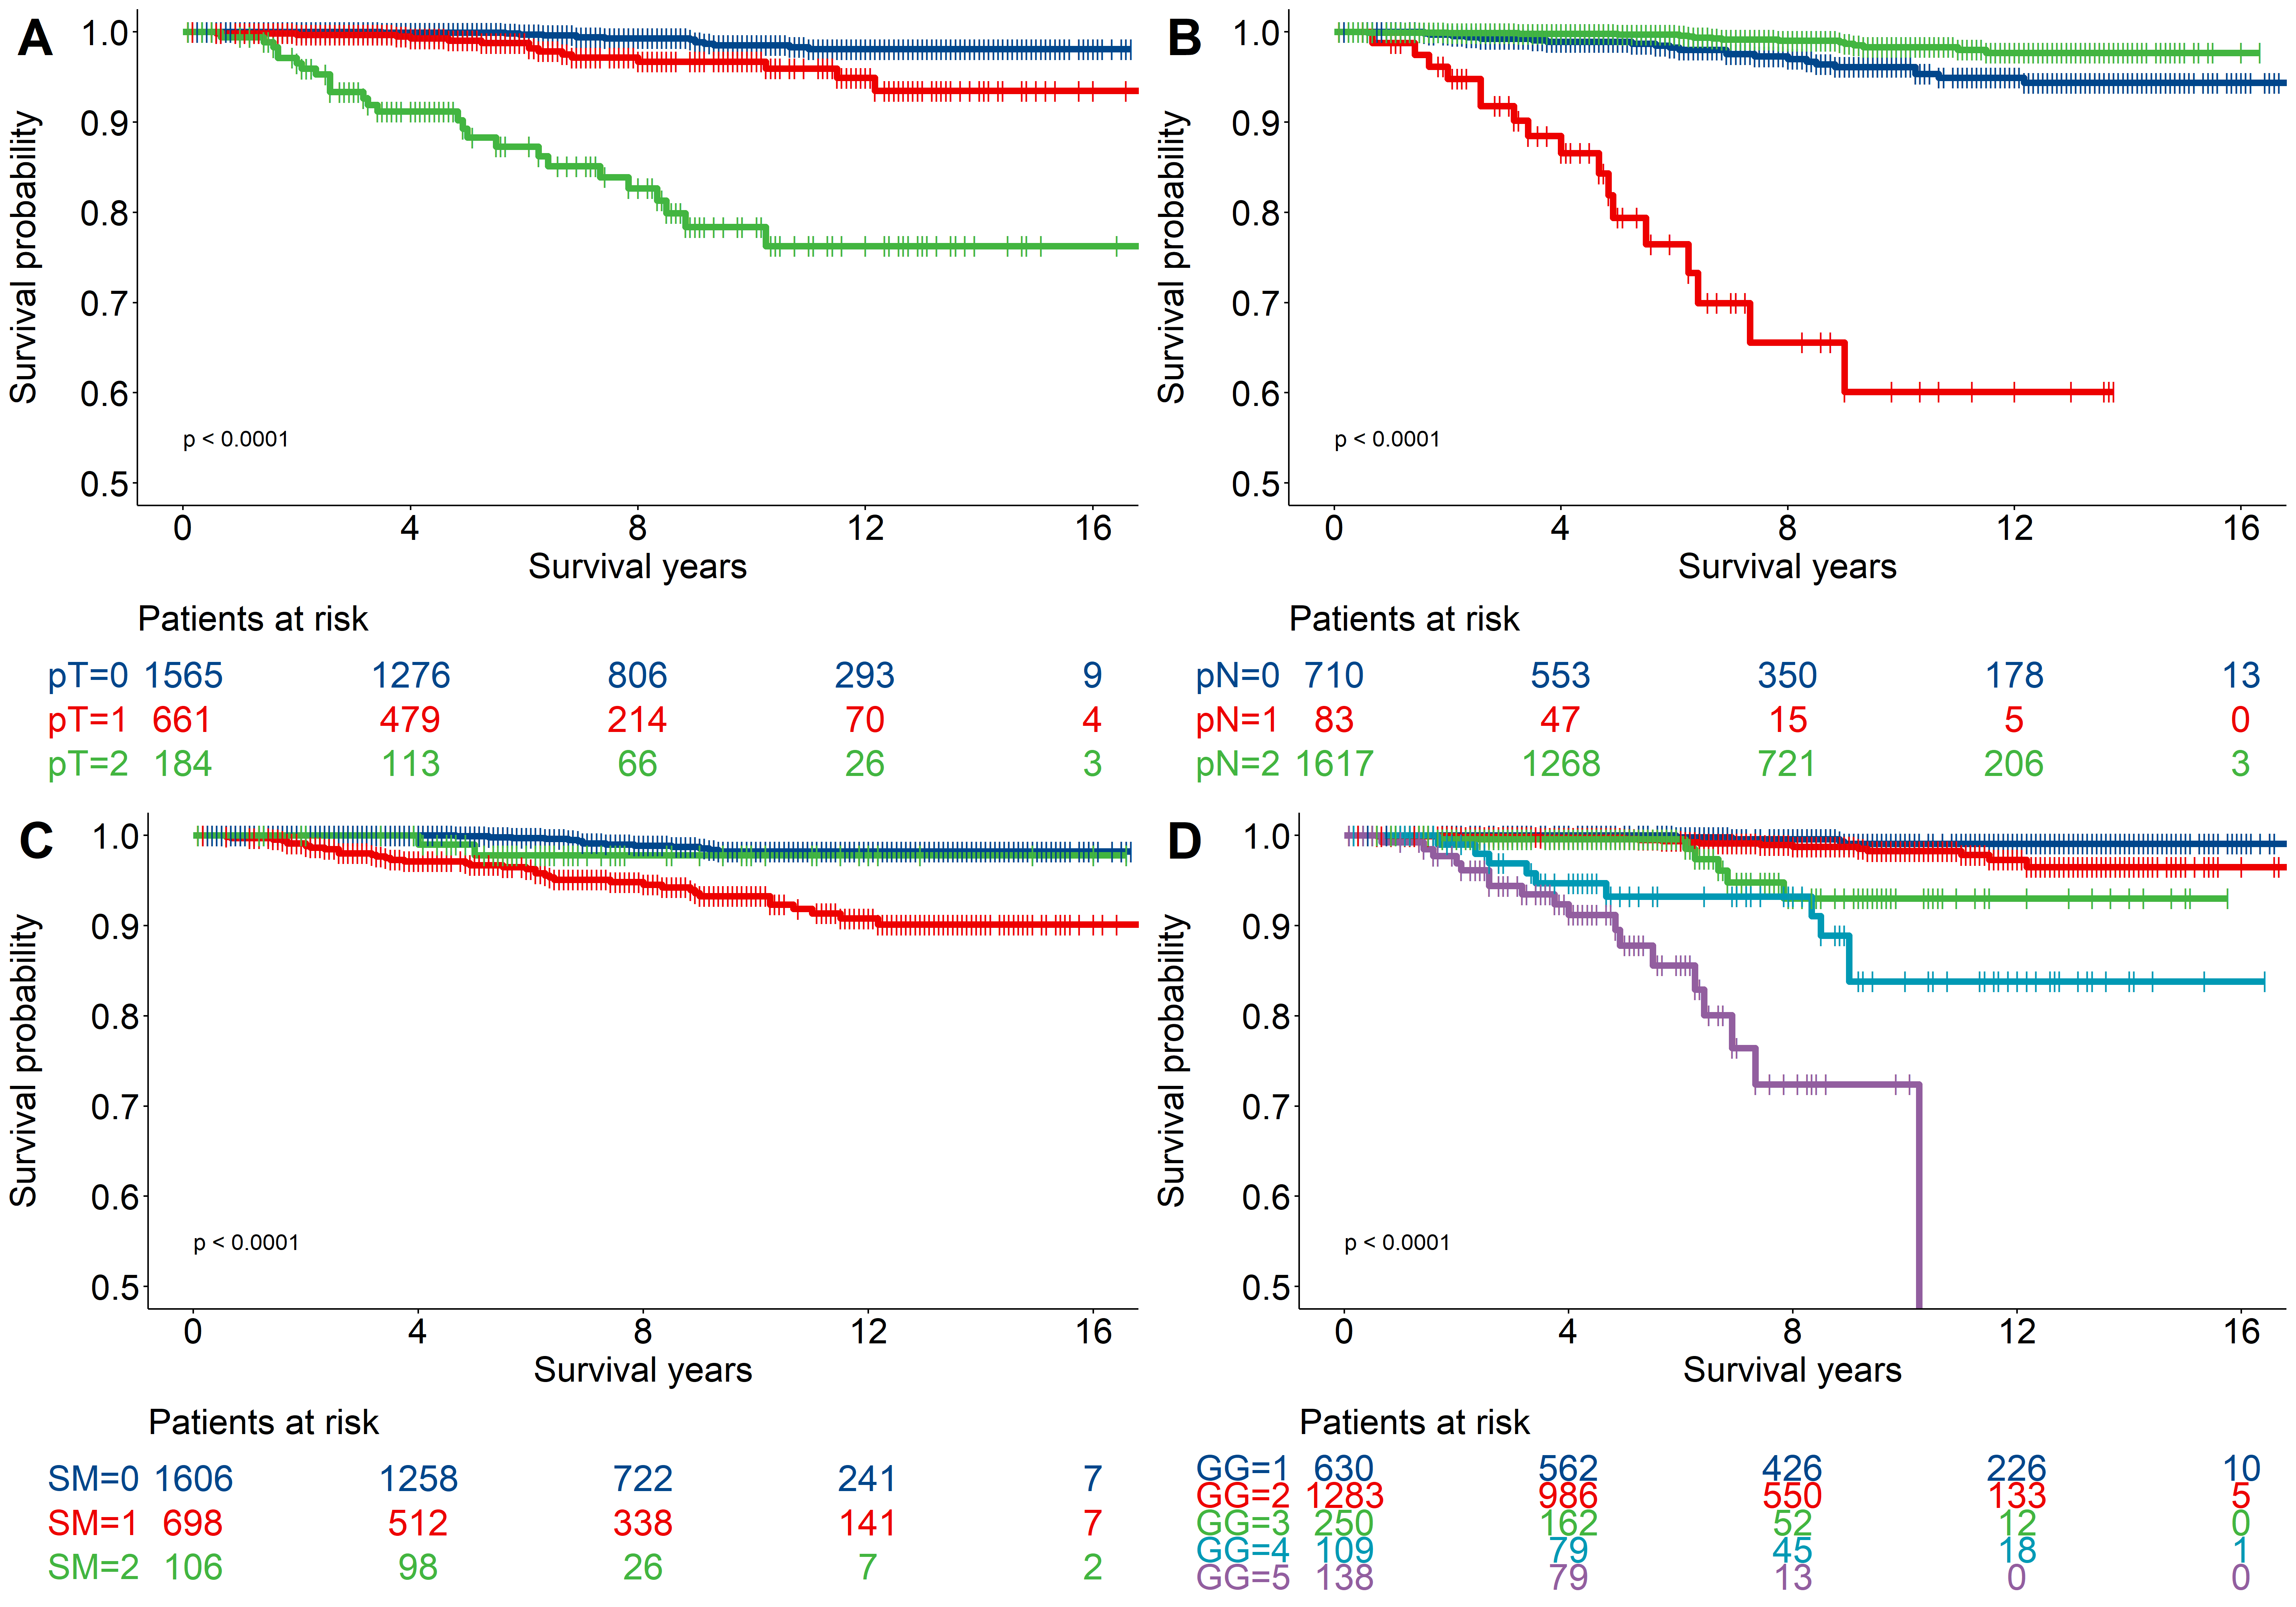 A
Survival probability
1.0
0.9
0.8
0.7
0.6
0.5
p < 0.0001
0 4 8 12 16
Survival years
Patients at risk
pT=0 1565 1276 806 293 9
pT=1 661 479 214 70 4
pT=2 184 113 66 26 3
B
Survival probability
1.0
0.9
0.8
0.7
0.6
0.5
p < 0.0001
0 4 8 12 16
Survival years
Patients at risk
pN=0 710 553 350 178 13
pN=1 83 47 15 5 0
pN=2 1617 1268 721 206 3
C
Survival probability
1.0
0.9
0.8
0.7
0.6
0.5
p < 0.0001
0 4 8 12 16
Survival years
Patients at risk
SM=0 1606 1258 722 241 7
SM=1 698 512 338 141 7
SM=2 106 98 26 7 2
D
Survival probability
1.0
0.9
0.8
0.7
0.6
0.5
p < 0.0001
0 4 8 12 16
Survival years
Patients at risk
GG=1 630 562 426 226 10
GG=2 1283 986 550 133 5
GG=3 250 162 52 12 0
GG=4 109 79 45 18 1
GG=5 138 79 13 0 0